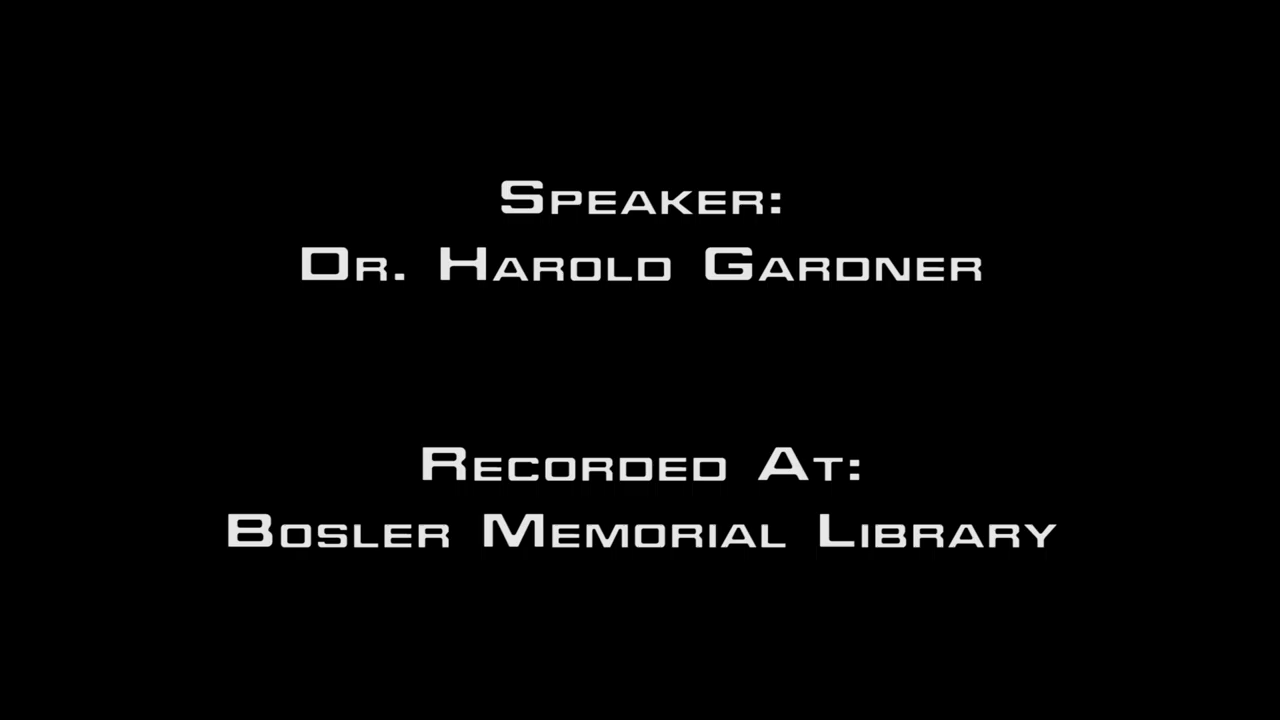 Speaker:
Dr. Harold Gardner
Recorded At:
Bosler Memorial Library